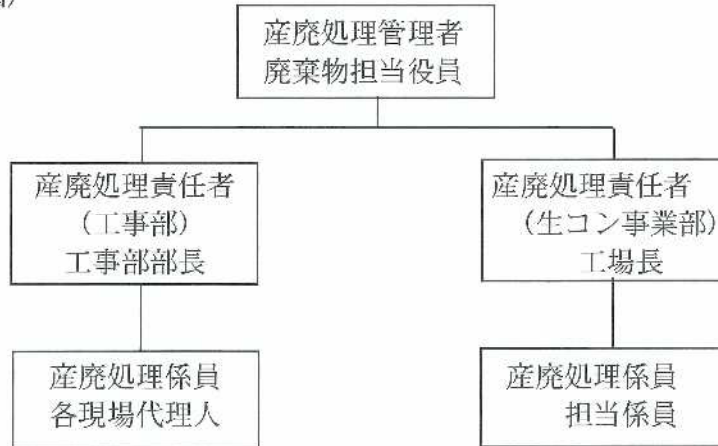 産廃処理管理者
廃棄物担当役員
産廃処理責任者
（工事部）
工事部部長
産廃処理責任者
（生コン事業部）
工場長
産廃処理係員
各現場代理人
産廃処理係員
担当係員